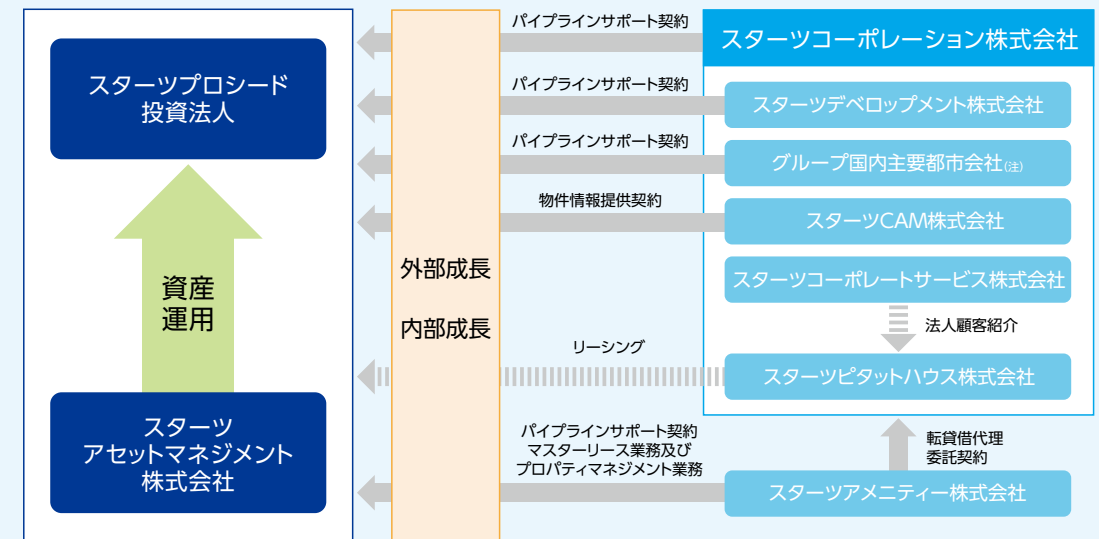 スターツプロシード
投資法人
資産
運用
スターツ
アセットマネジメント
株式会社
外部成長
内部成長
パイプラインサポート契約
パイプラインサポート契約
パイプラインサポート契約
物件情報提供契約
リーシング
パイプラインサポート契約
マスターリース業務及び
プロパティマネジメント業務
スターツコーポレーション株式会社
スターツデベロップメント株式会社
グループ国内主要都市会社(注)
スターツCAM株式会社
スターツコーポレートサービス株式会社
法人顧客紹介
スターツピタットハウス株式会社
転貸借代理
委託契約
スターツアメニティー株式会社